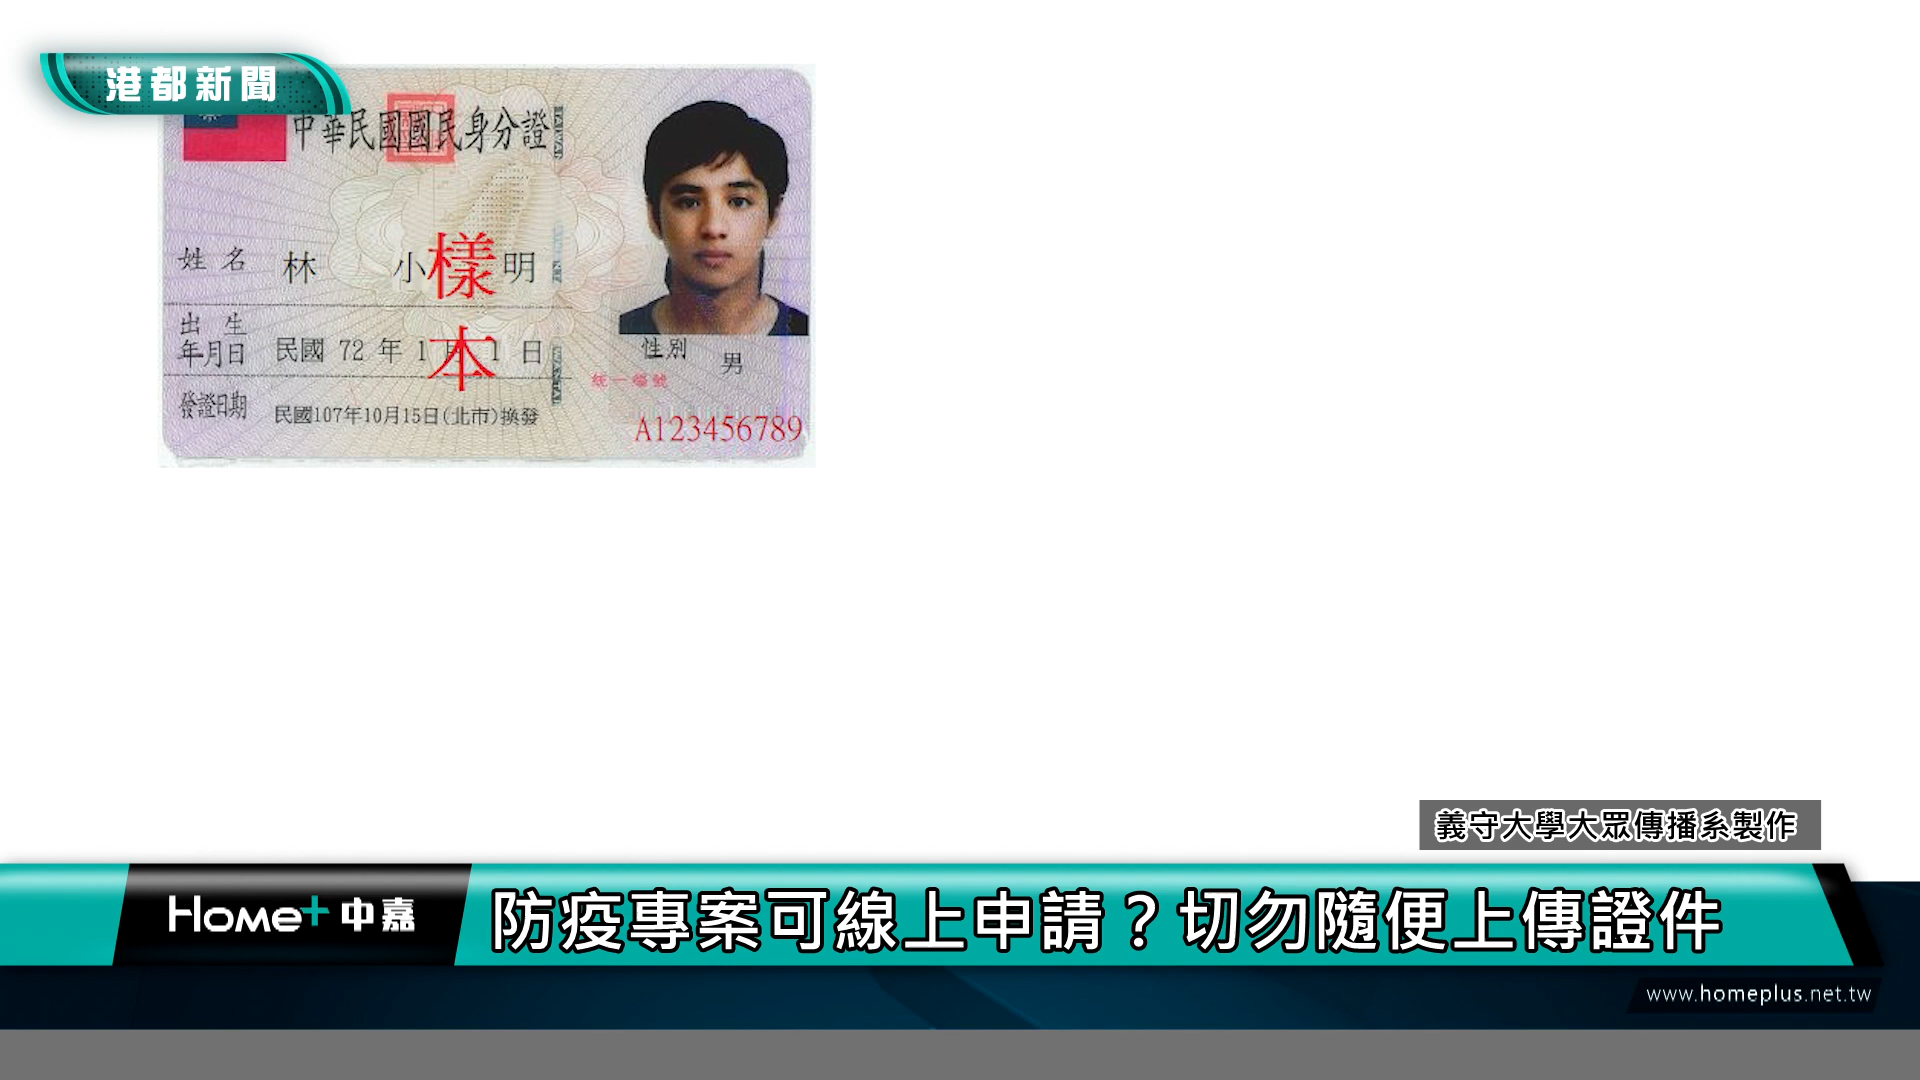 港都新聞
中華民國國民身分證
姓名 林 小 明
樣本
出生年月日 民國 72 年 1 月 1 日
性別 男
統一編號
發證日期 民國107年10月15日(北市)換發
A123456789
義守大學大眾傳播系製作
Home+ 中嘉
防疫專案可線上申請？切勿隨便上傳證件
www.homeplus.net.tw